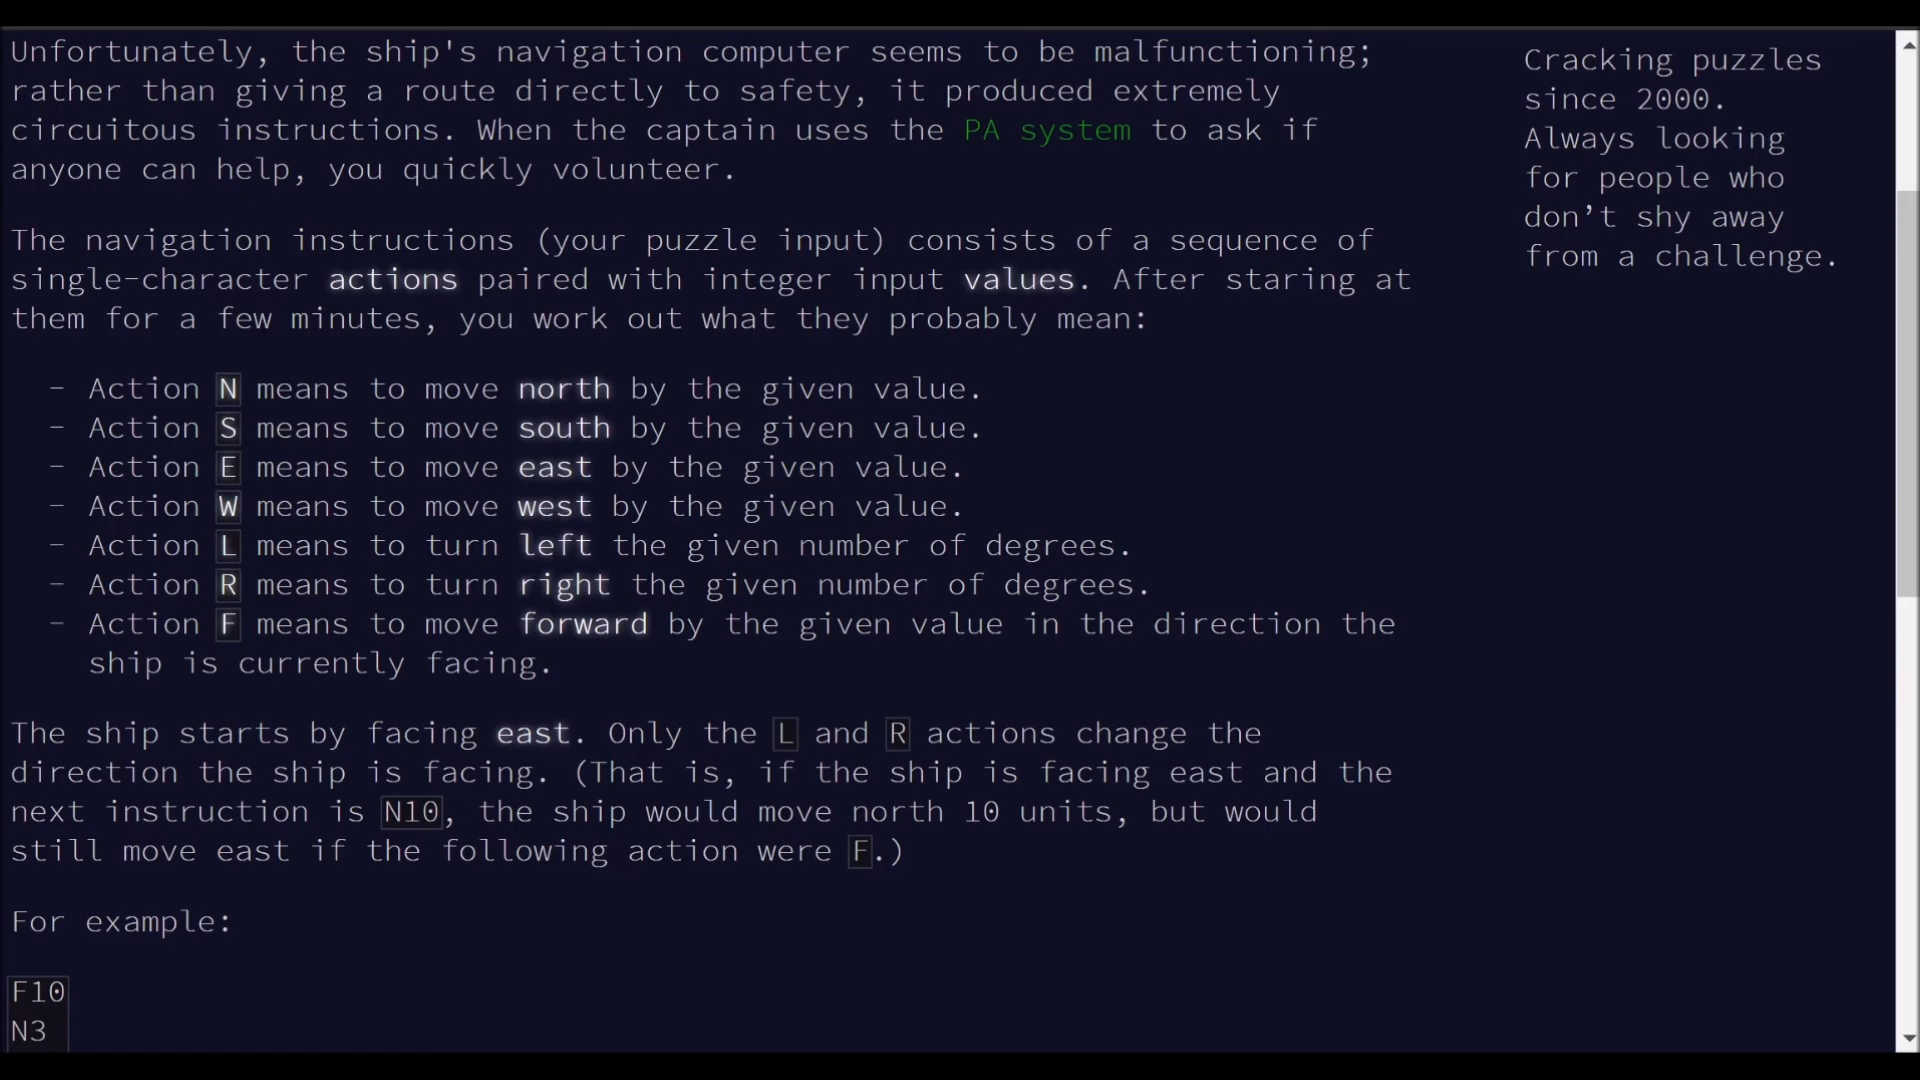 Unfortunately, the ship's navigation computer seems to be malfunctioning;
rather than giving a route directly to safety, it produced extremely
circuitous instructions. When the captain uses the PA system to ask if
anyone can help, you quickly volunteer.
The navigation instructions (your puzzle input) consists of a sequence of
single-character actions paired with integer input values. After staring at
them for a few minutes, you work out what they probably mean:
- Action N means to move north by the given value.
- Action S means to move south by the given value.
- Action E means to move east by the given value.
- Action W means to move west by the given value.
- Action L means to turn left the given number of degrees.
- Action R means to turn right the given number of degrees.
- Action F means to move forward by the given value in the direction the
ship is currently facing.
The ship starts by facing east. Only the L and R actions change the
direction the ship is facing. (That is, if the ship is facing east and the
next instruction is N10, the ship would move north 10 units, but would
still move east if the following action were F.)
For example:
F10
N3
Cracking puzzles
since 2000.
Always looking
for people who
don’t shy away
from a challenge.